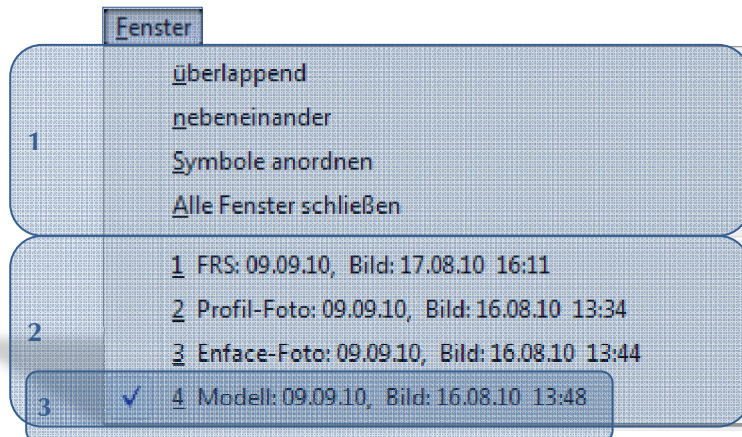 Fenster
überlappend
nebeneinander
1
Symbole anordnen
Alle Fenster schließen
1 FRS: 09.09.10, Bild: 17.08.10 16:11
2 Profil-Foto: 09.09.10, Bild: 16.08.10 13:34
2
3 Enface-Foto: 09.09.10, Bild: 16.08.10 13:44
3 ✓ 4 Modell: 09.09.10, Bild: 16.08.10 13:48